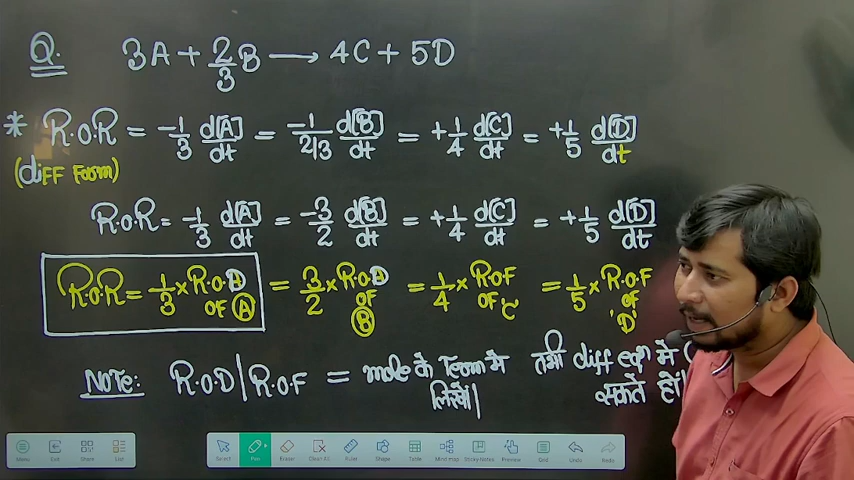 Q. 3A + 2/3 B → 4C + 5D
* R.O.R = -1/3 d[A]/dt = -1/2/3 d[B]/dt = +1/4 d[C]/dt = +1/5 d[D]/dt
(diff Form)
R.O.R = -1/3 d[A]/dt = -3/2 d[B]/dt = +1/4 d[C]/dt = +1/5 d[D]/dt
R.O.R = 1/3 × R.O.D OF A = 3/2 × R.O.D OF B = 1/4 × R.O.F OF 'C' = 1/5 × R.O.F OF 'D'
NOTE: R.O.D | R.O.F = mole के Term में लिखो| तभी diff eqn में
सकते हों|
Menu Exit Share List Select Pen Eraser Clear All Ruler Shape Table Mind map Sticky-Notes Preview Grid Undo Redo